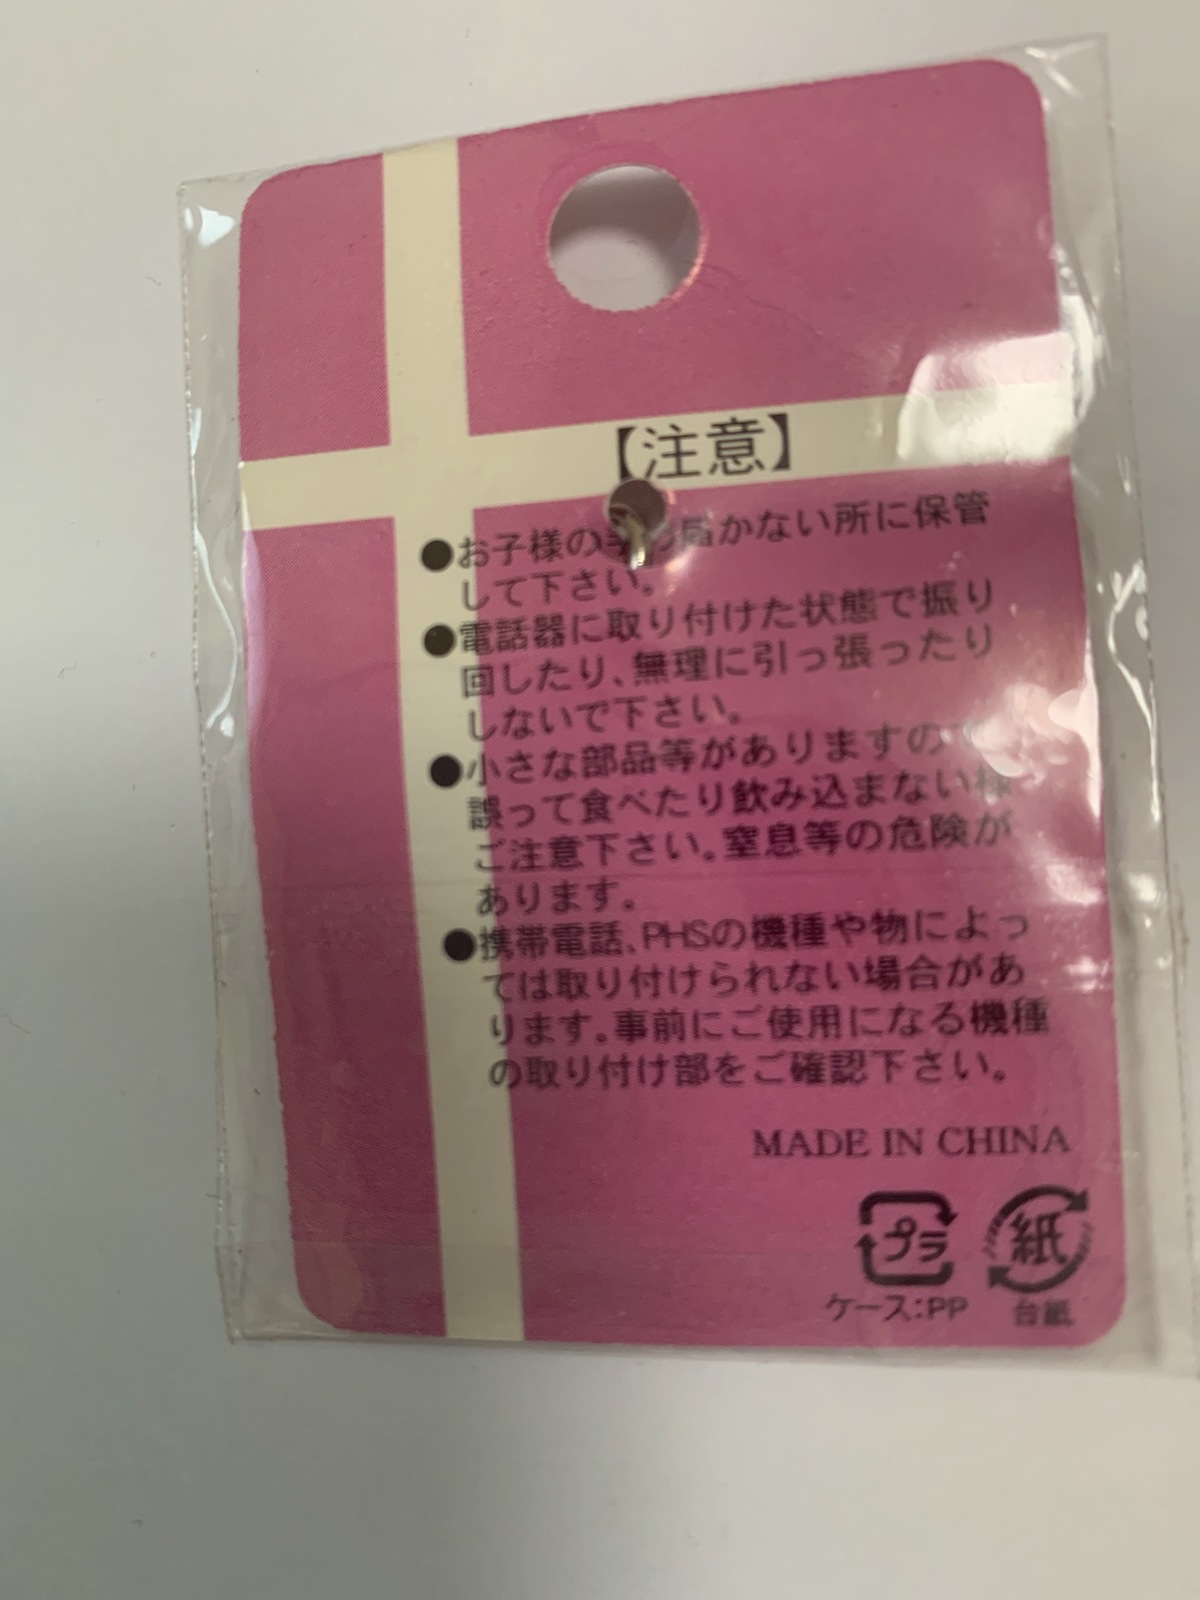 【注意】
●お子様の手の届かない所に保管
して下さい。
●電話器に取り付けた状態で振り
回したり、無理に引っ張ったり
しないで下さい。
●小さな部品等がありますので
誤って食べたり飲み込まない様
ご注意下さい。窒息等の危険が
あります。
●携帯電話、PHSの機種や物によっ
ては取り付けられない場合があ
ります。事前にご使用になる機種
の取り付け部をご確認下さい。
MADE IN CHINA
プラ 紙
ケース:PP 台紙